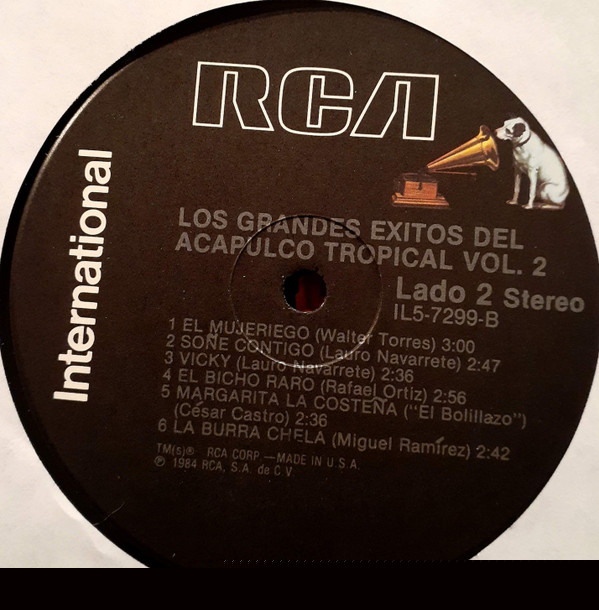 RCA
International
LOS GRANDES EXITOS DEL
ACAPULCO TROPICAL VOL. 2
Lado 2 Stereo
IL5-7299-B
1 EL MUJERIEGO (Walter Torres) 3:00
2 SOÑE CONTIGO (Lauro Navarrete) 2:47
3 VICKY (Lauro Navarrete) 2:36
4 EL BICHO RARO (Rafael Ortiz) 2:56
5 MARGARITA LA COSTEÑA ("El Bolillazo")
(César Castro) 2:36
6 LA BURRA CHELA (Miguel Ramírez) 2:42
TM(s)® RCA CORP.—MADE IN U.S.A.
℗ 1984 RCA, S.A. de C.V.